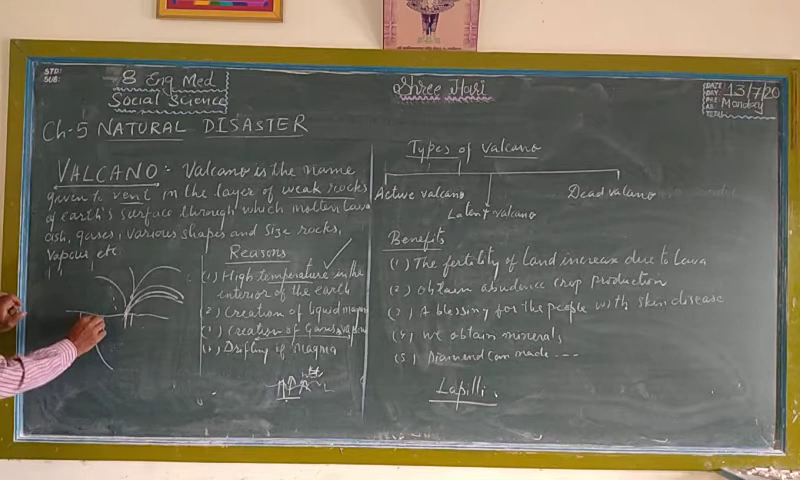 STD:
SUB:
8 Eng Med
Social Science
Shree Hari
DATE 13/7/20
DAY Monday
Ch-5 NATURAL DISASTER
VALCANO:- Valcano is the name
given to vent in the layer of weak rocks
of earth's surface through which molten Lava
ash, gases, various shapes and size rocks,
vapour etc
Reasons
(1) High temperature in the
interior of the earth
(2) Creation of liquid magma
(3) Creation of Gases, vapour
(4) Drifting of magma
Types of valcano
Active valcano
Latent valcano
Dead valcano
Benefits
(1) The fertility of land increase due to Lava
(2) obtain abundence crop production
(3) A blessing for the people with skin disease
(4) we obtain minerals
(5) Diamond can made ---
Lapilli.